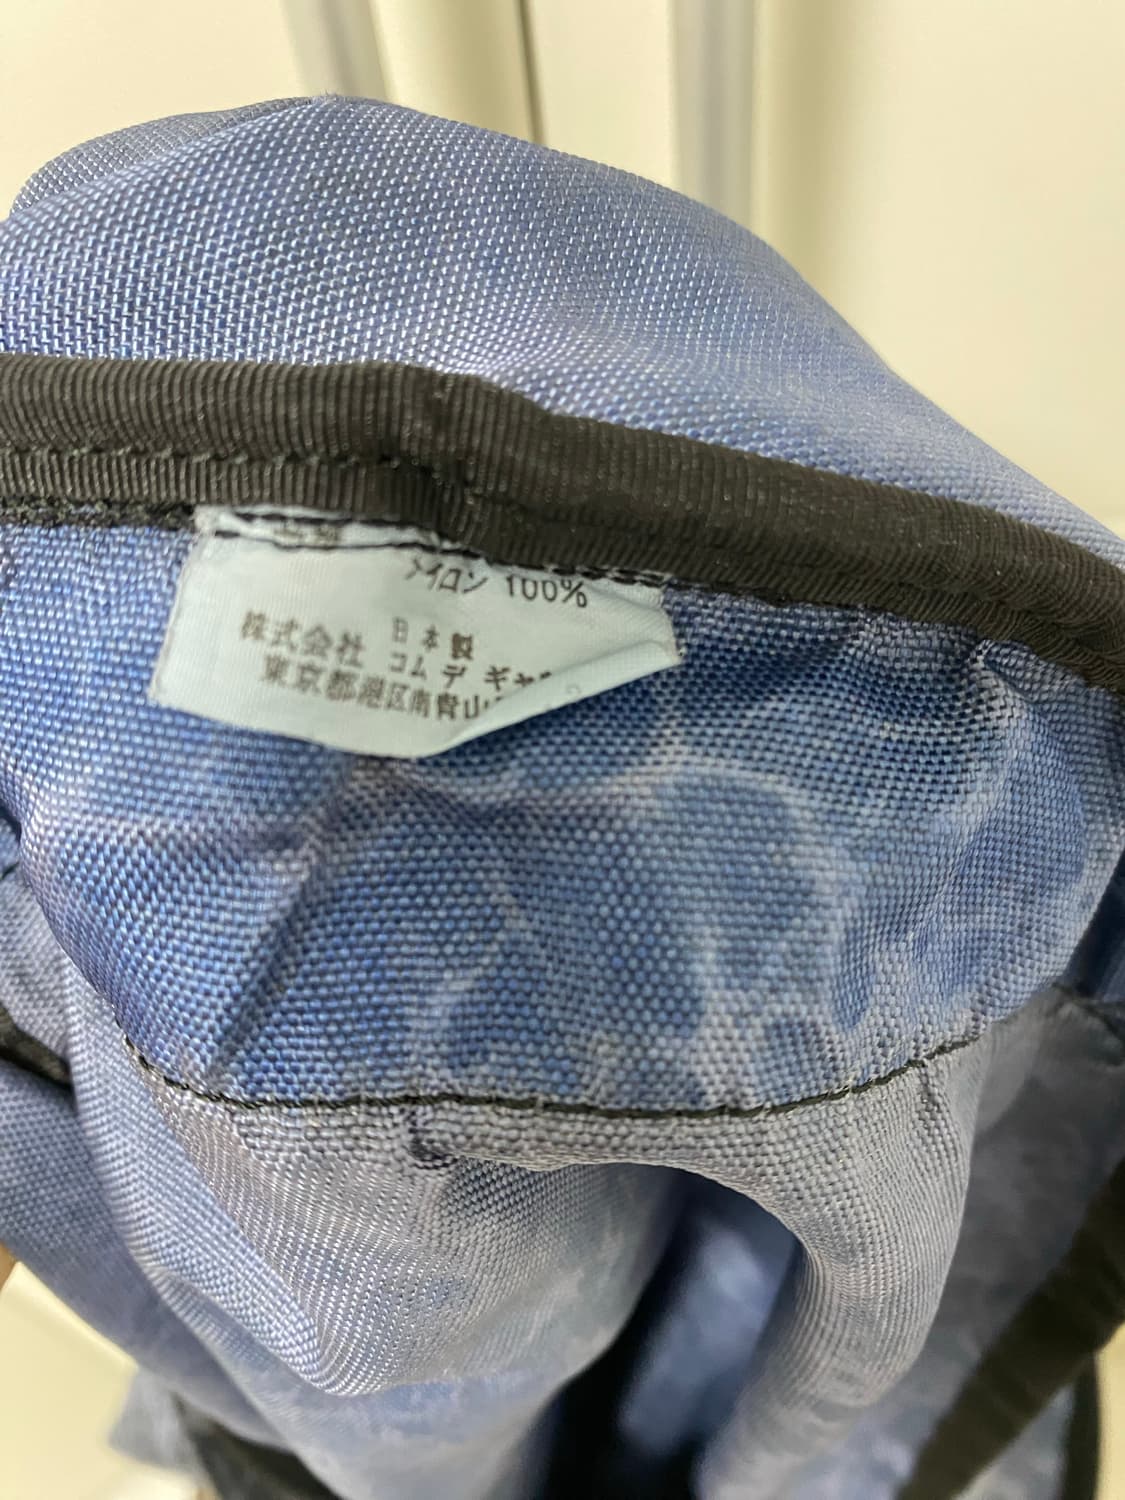 ナイロン 100%
日本製
株式会社 コム デ ギャ
東京都港区南青山